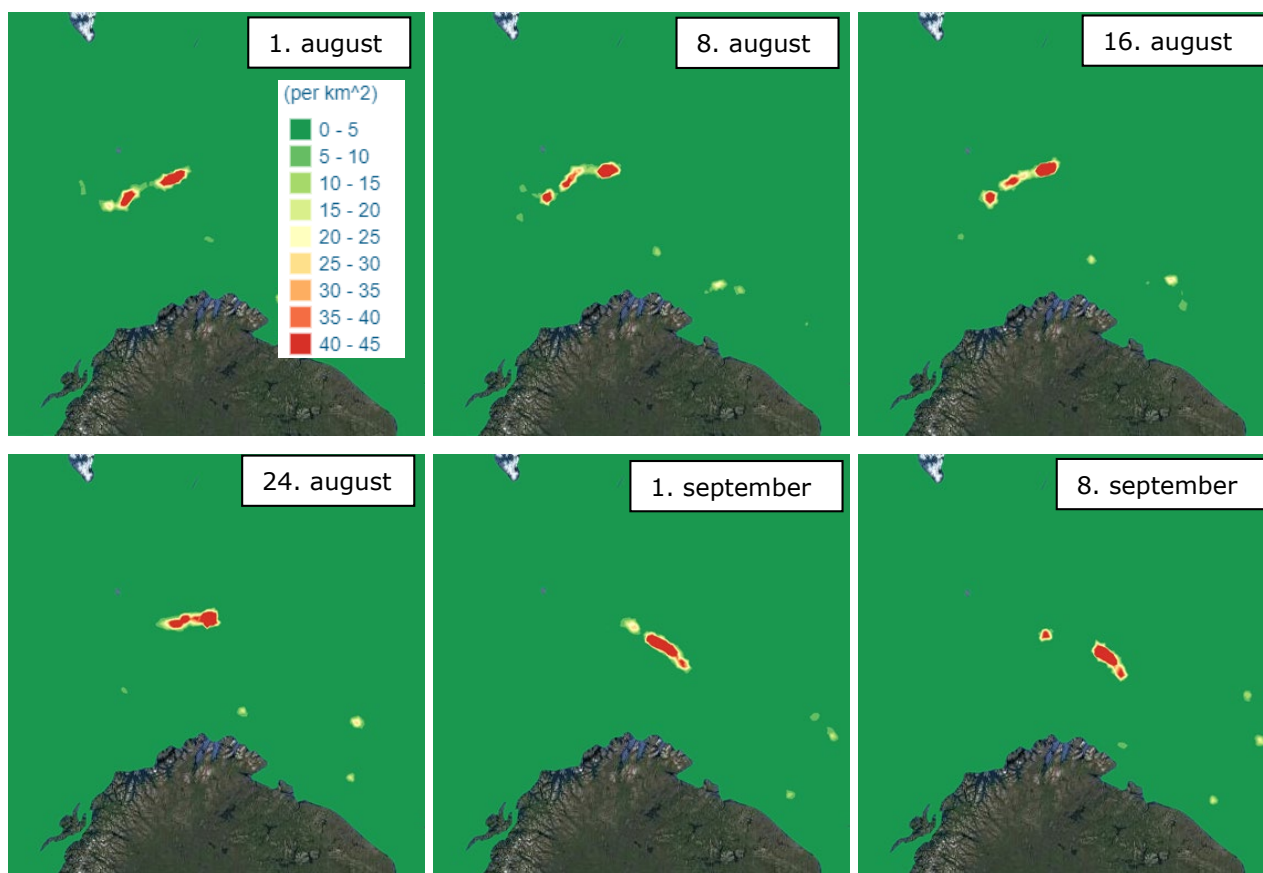 1. august
8. august
16. august
(per km^2)
0 - 5
5 - 10
10 - 15
15 - 20
20 - 25
25 - 30
30 - 35
35 - 40
40 - 45
24. august
1. september
8. september